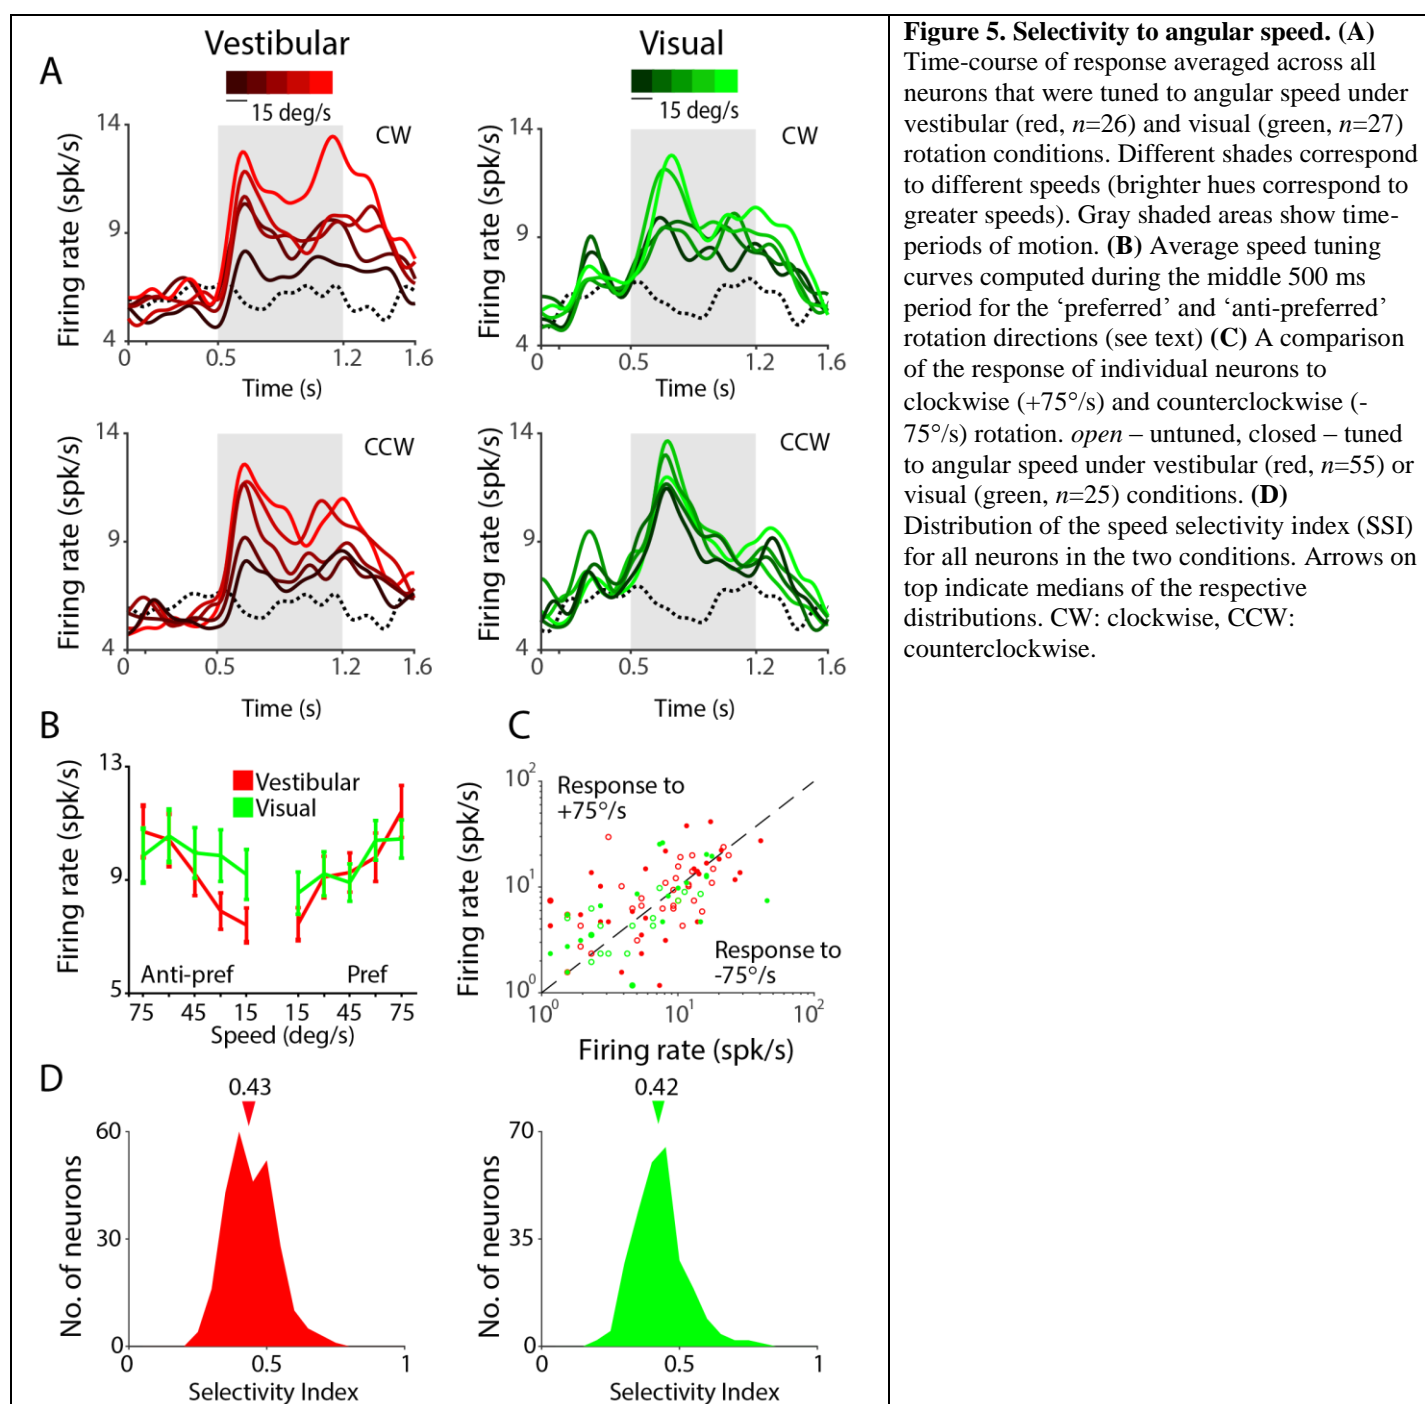 A
Vestibular
15 deg/s
CW
Firing rate (spk/s)
14
9
4
0
0.5
1.2
1.6
Time (s)
Visual
15 deg/s
CW
Firing rate (spk/s)
14
9
4
0
0.5
1.2
1.6
Time (s)
CCW
Firing rate (spk/s)
14
9
4
0
0.5
1.2
1.6
Time (s)
CCW
Firing rate (spk/s)
14
9
4
0
0.5
1.2
1.6
Time (s)
B
Firing rate (spk/s)
13
9
5
Vestibular
Visual
Anti-pref
Pref
75
45
15
15
45
75
Speed (deg/s)
C
Firing rate (spk/s)
10²
10¹
10⁰
Response to
+75°/s
Response to
-75°/s
10⁰
10¹
10²
Firing rate (spk/s)
D
0.43
No. of neurons
60
30
0
0
0.5
1
Selectivity Index
0.42
No. of neurons
70
35
0
0
0.5
1
Selectivity Index
Figure 5. Selectivity to angular speed. (A)
Time-course of response averaged across all
neurons that were tuned to angular speed under
vestibular (red, n=26) and visual (green, n=27)
rotation conditions. Different shades correspond
to different speeds (brighter hues correspond to
greater speeds). Gray shaded areas show time-
periods of motion. (B) Average speed tuning
curves computed during the middle 500 ms
period for the ‘preferred’ and ‘anti-preferred’
rotation directions (see text) (C) A comparison
of the response of individual neurons to
clockwise (+75°/s) and counterclockwise (-
75°/s) rotation. open – untuned, closed – tuned
to angular speed under vestibular (red, n=55) or
visual (green, n=25) conditions. (D)
Distribution of the speed selectivity index (SSI)
for all neurons in the two conditions. Arrows on
top indicate medians of the respective
distributions. CW: clockwise, CCW:
counterclockwise.